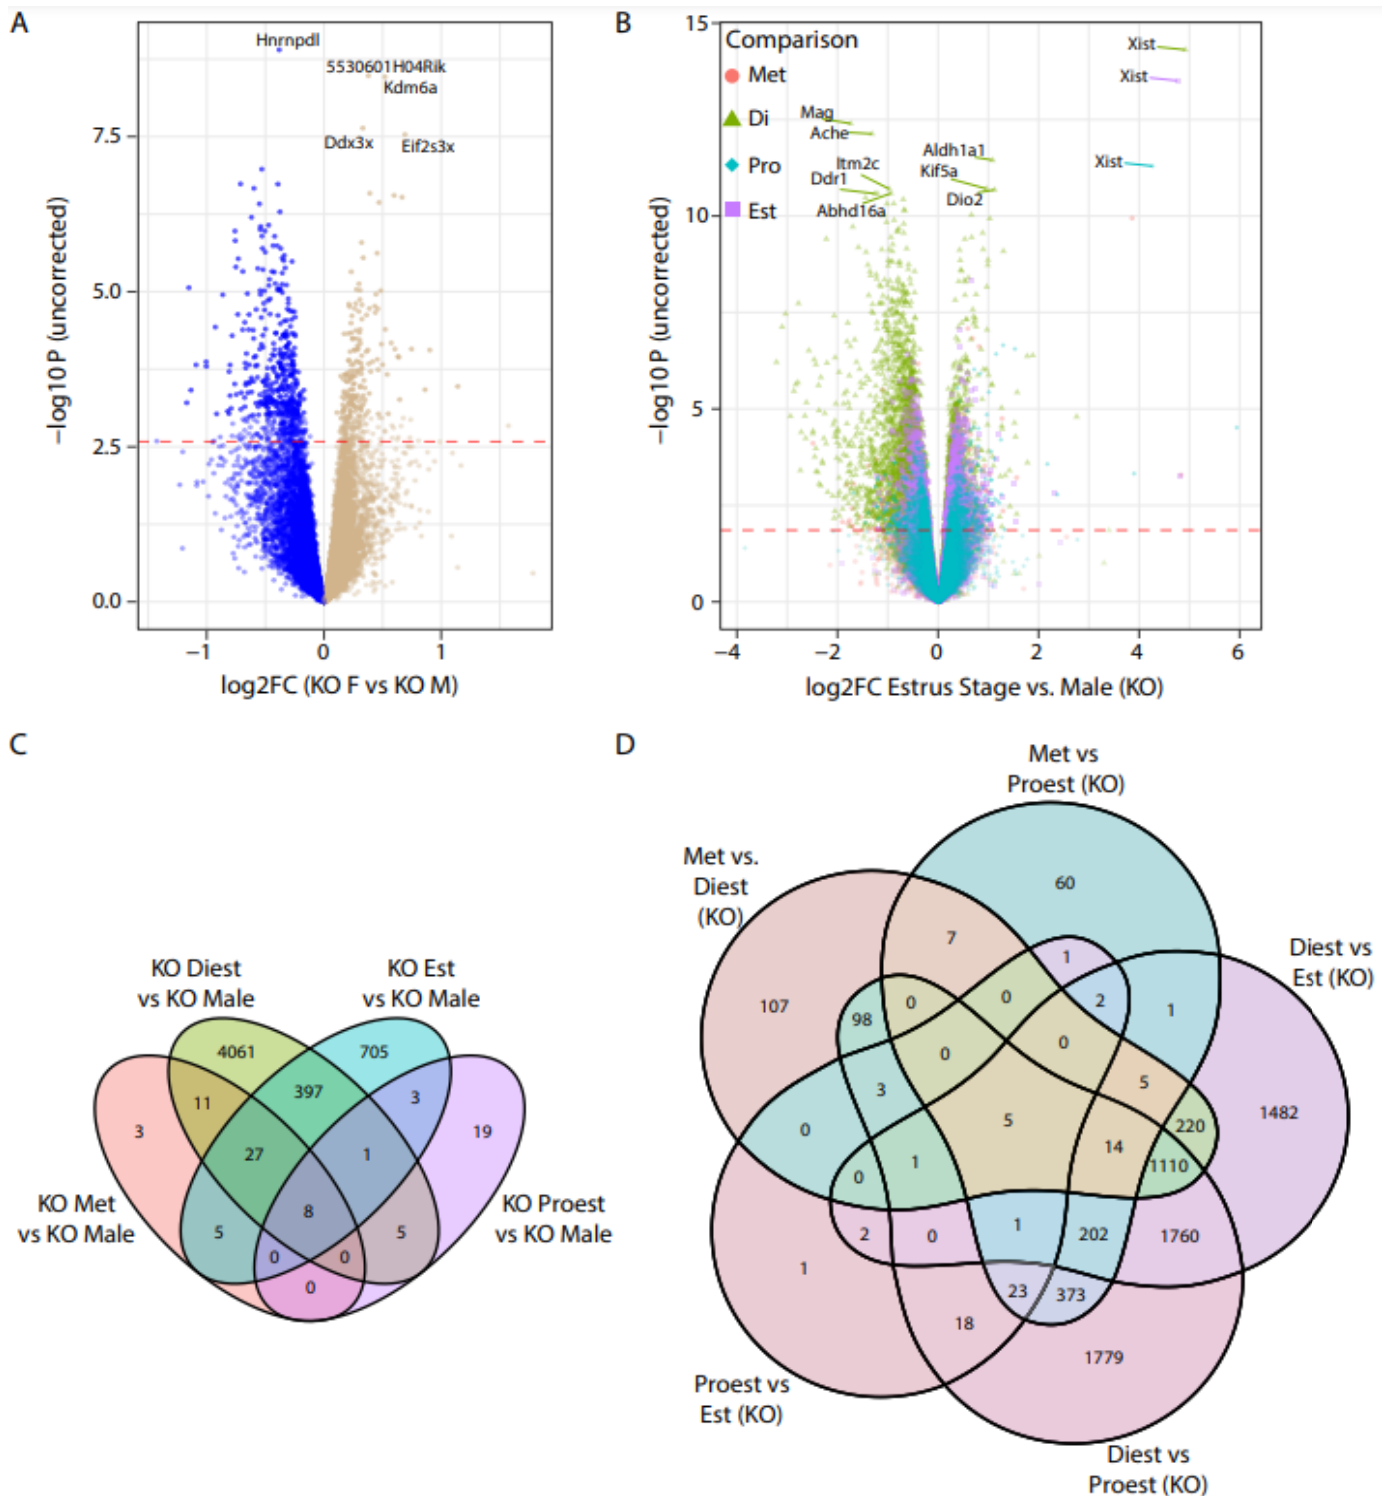 A
Hnrnpdl
5530601H04Rik
Kdm6a
Ddx3x
Eif2s3x
7.5
5.0
2.5
0.0
−log10 P (uncorrected)
−1
0
1
log2FC (KO F vs KO M)
B
15
10
5
0
−log10 P (uncorrected)
Comparison
Met
Di
Pro
Est
Xist
Xist
Xist
Mag
Ache
Itm2c
Ddr1
Abhd16a
Aldh1a1
Kif5a
Dio2
−4
−2
0
2
4
6
log2FC Estrus Stage vs. Male (KO)
C
KO Diest
vs KO Male
KO Est
vs KO Male
KO Met
vs KO Male
KO Proest
vs KO Male
4061
705
11
397
3
3
27
1
19
8
5
5
0
0
0
D
Met vs
Proest (KO)
Met vs.
Diest
(KO)
Diest vs
Est (KO)
Proest vs
Est (KO)
Diest vs
Proest (KO)
60
7
1
107
98
0
0
2
1
0
0
3
5
1482
0
5
14
220
1110
0
1
2
0
1
202
1760
1
23
373
18
1779